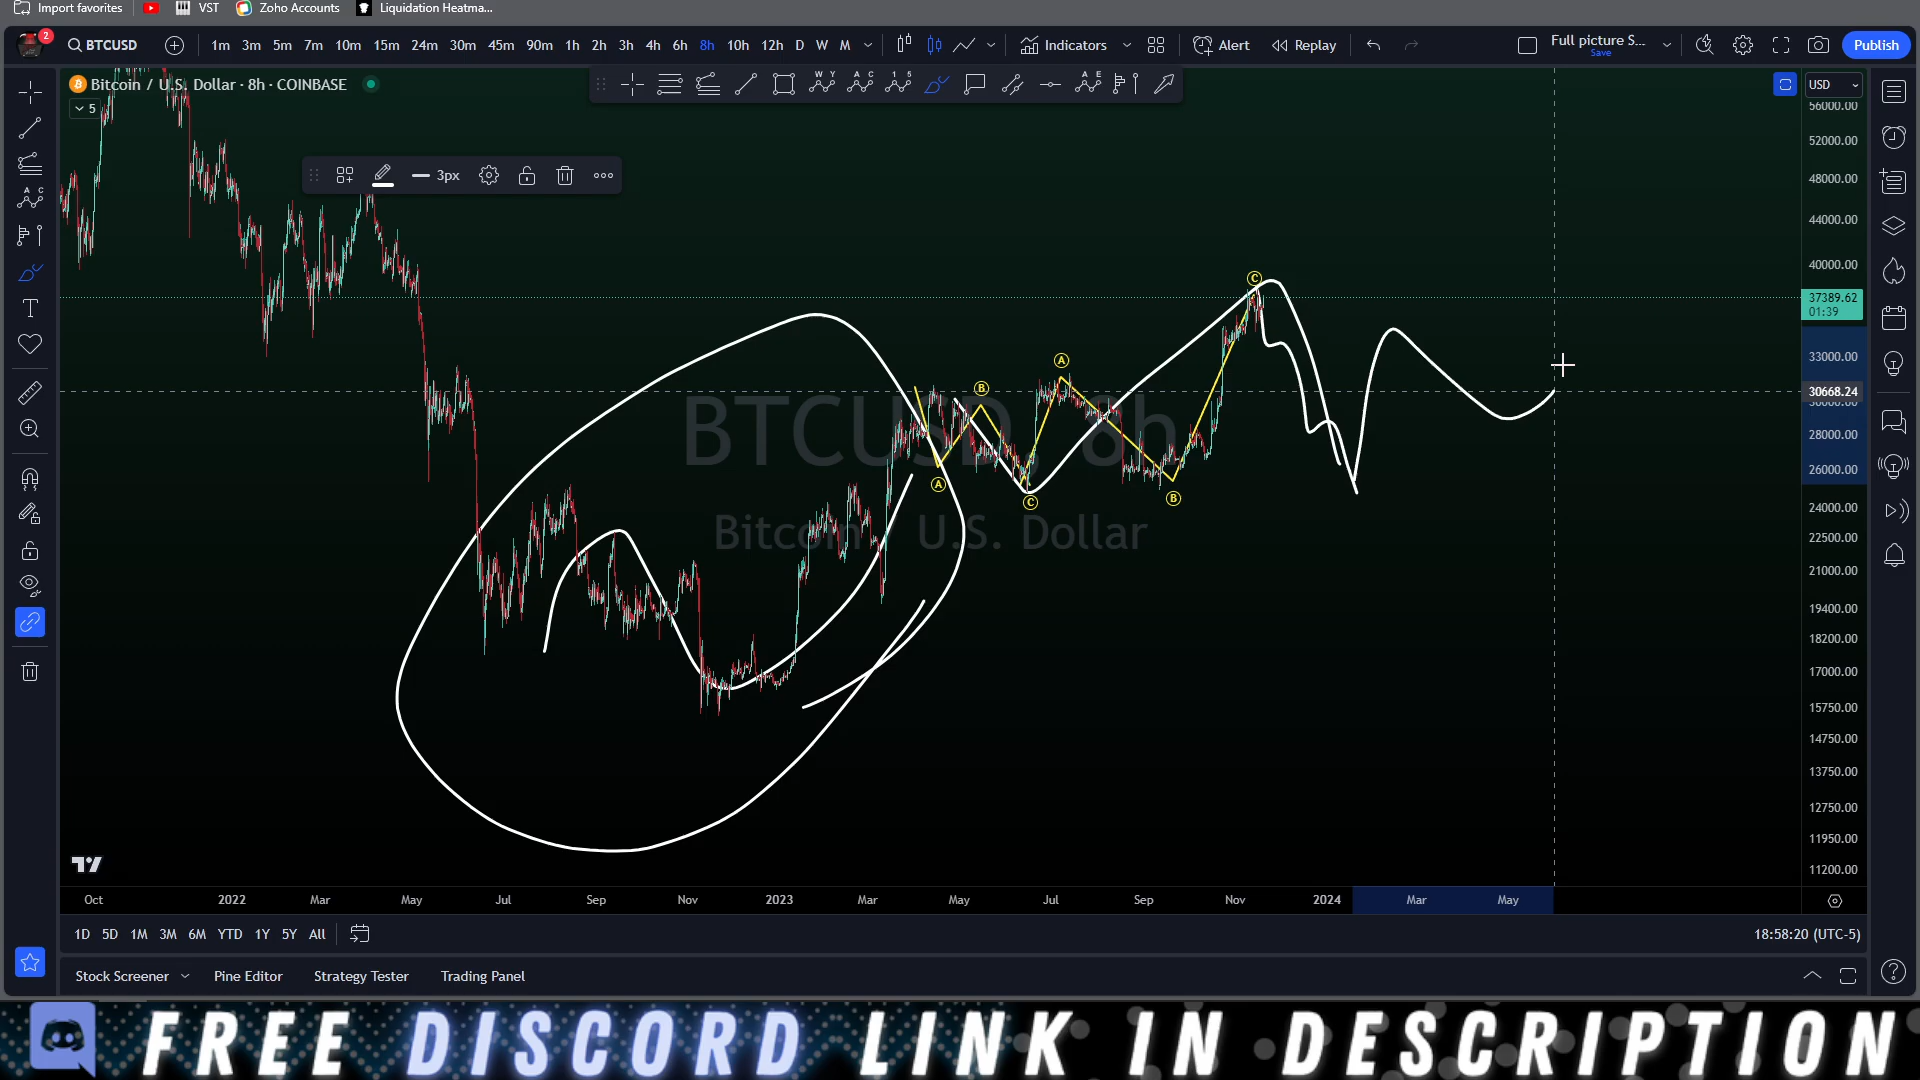 Import favorites
VST
Zoho Accounts
Liquidation Heatma...
2
BTCUSD
1m 3m 5m 7m 10m 15m 24m 30m 45m 90m 1h 2h 3h 4h 6h 8h 10h 12h D W M
Indicators
Alert
Replay
Full picture S...
Save
Publish
Bitcoin / U.S. Dollar · 8h · COINBASE
5
3px
USD
56000.00
52000.00
48000.00
44000.00
40000.00
37389.62
01:39
33000.00
30668.24
28000.00
26000.00
24000.00
22500.00
21000.00
19400.00
18200.00
17000.00
15750.00
14750.00
13750.00
12750.00
11950.00
11200.00
BTCUSD, 8h
Bitcoin / U.S. Dollar
A
B
C
A
B
C
Oct 2022 Mar May Jul Sep Nov 2023 Mar May Jul Sep Nov 2024 Mar May
1D 5D 1M 3M 6M YTD 1Y 5Y All
18:58:20 (UTC-5)
Stock Screener
Pine Editor
Strategy Tester
Trading Panel
FREE DISCORD LINK IN DESCRIPTION